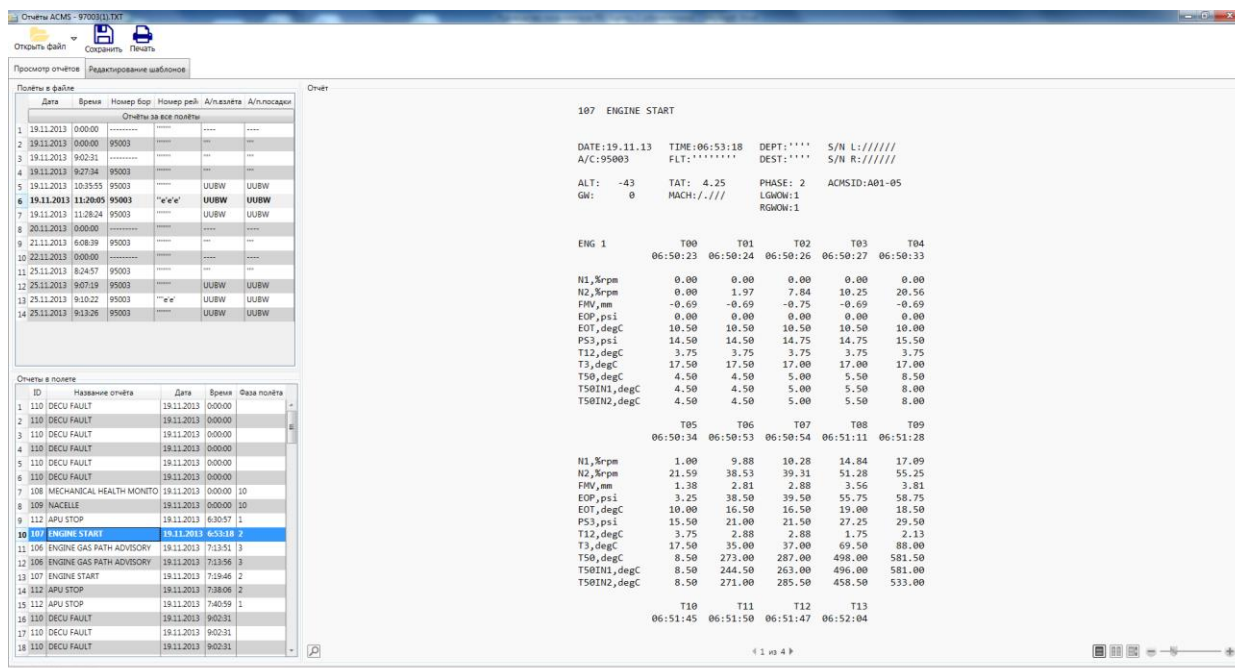 Отчёты ACMS - 97003(1).TXT
Открыть файл Сохранить Печать
Просмотр отчётов Редактирование шаблонов
Полёты в файле
Дата Время Номер бор Номер рей А/п.взлёта А/п.посадки
Отчёты за все полёты
1 19.11.2013 0:00:00 --------- '''''''' ---- ----
2 19.11.2013 0:00:00 95003 '''''''' '''' ''''
3 19.11.2013 9:02:31 --------- '''''''' '''' ''''
4 19.11.2013 9:27:34 95003 '''''''' '''' ''''
5 19.11.2013 10:35:55 95003 '''''''' UUBW UUBW
6 19.11.2013 11:20:05 95003 '''e'e'e' UUBW UUBW
7 19.11.2013 11:28:24 95003 '''''''' UUBW UUBW
8 20.11.2013 0:00:00 --------- '''''''' ---- ----
9 21.11.2013 6:08:39 95003 '''''''' '''' ''''
10 22.11.2013 0:00:00 --------- '''''''' ---- ----
11 25.11.2013 8:24:57 95003 '''''''' '''' ''''
12 25.11.2013 9:07:19 95003 '''''''' UUBW UUBW
13 25.11.2013 9:10:22 95003 ''''e'e' UUBW UUBW
14 25.11.2013 9:13:26 95003 '''''''' UUBW UUBW
Отчеты в полете
ID Название отчёта Дата Время Фаза полёта
1 110 DECU FAULT 19.11.2013 0:00:00
2 110 DECU FAULT 19.11.2013 0:00:00
3 110 DECU FAULT 19.11.2013 0:00:00
4 110 DECU FAULT 19.11.2013 0:00:00
5 110 DECU FAULT 19.11.2013 0:00:00
6 110 DECU FAULT 19.11.2013 0:00:00
7 108 MECHANICAL HEALTH MONITO 19.11.2013 0:00:00 10
8 109 NACELLE 19.11.2013 0:00:00 10
9 112 APU STOP 19.11.2013 6:30:57 1
10 107 ENGINE START 19.11.2013 6:53:18 2
11 106 ENGINE GAS PATH ADVISORY 19.11.2013 7:13:51 3
12 106 ENGINE GAS PATH ADVISORY 19.11.2013 7:13:56 3
13 107 ENGINE START 19.11.2013 7:19:46 2
14 112 APU STOP 19.11.2013 7:38:06 2
15 112 APU STOP 19.11.2013 7:40:59 1
16 110 DECU FAULT 19.11.2013 9:02:31
17 110 DECU FAULT 19.11.2013 9:02:31
18 110 DECU FAULT 19.11.2013 9:02:31
Отчёт
107 ENGINE START
DATE:19.11.13 TIME:06:53:18 DEPT:'''' S/N L://////
A/C:95003 FLT:'''''''' DEST:'''' S/N R://////
ALT: -43 TAT: 4.25 PHASE: 2 ACMSID:A01-05
GW: 0 MACH:/./// LGWOW:1
RGWOW:1
ENG 1 T00 T01 T02 T03 T04
06:50:23 06:50:24 06:50:26 06:50:27 06:50:33
N1,%rpm 0.00 0.00 0.00 0.00 0.00
N2,%rpm 0.00 1.97 7.84 10.25 20.56
FMV,mm -0.69 -0.69 -0.75 -0.69 -0.69
EOP,psi 0.00 0.00 0.00 0.00 0.00
EOT,degC 10.50 10.50 10.50 10.50 10.00
PS3,psi 14.50 14.50 14.75 14.75 15.50
T12,degC 3.75 3.75 3.75 3.75 3.75
T3,degC 17.50 17.50 17.00 17.00 17.00
T50,degC 4.50 4.50 5.00 5.50 8.50
T50IN1,degC 4.50 4.50 5.00 5.50 8.00
T50IN2,degC 4.50 4.50 5.00 5.50 8.00
T05 T06 T07 T08 T09
06:50:34 06:50:53 06:50:54 06:51:11 06:51:28
N1,%rpm 1.00 9.88 10.28 14.84 17.09
N2,%rpm 21.59 38.53 39.31 51.28 55.25
FMV,mm 1.38 2.81 2.88 3.56 3.81
EOP,psi 3.25 38.50 39.50 55.75 58.75
EOT,degC 10.00 16.50 16.50 19.00 18.50
PS3,psi 15.50 21.00 21.50 27.25 29.50
T12,degC 3.75 2.88 2.88 1.75 2.13
T3,degC 17.50 35.00 37.00 69.50 88.00
T50,degC 8.50 273.00 287.00 498.00 581.50
T50IN1,degC 8.50 244.50 263.00 496.00 581.00
T50IN2,degC 8.50 271.00 285.50 458.50 533.00
T10 T11 T12 T13
06:51:45 06:51:50 06:51:47 06:52:04
1 из 4